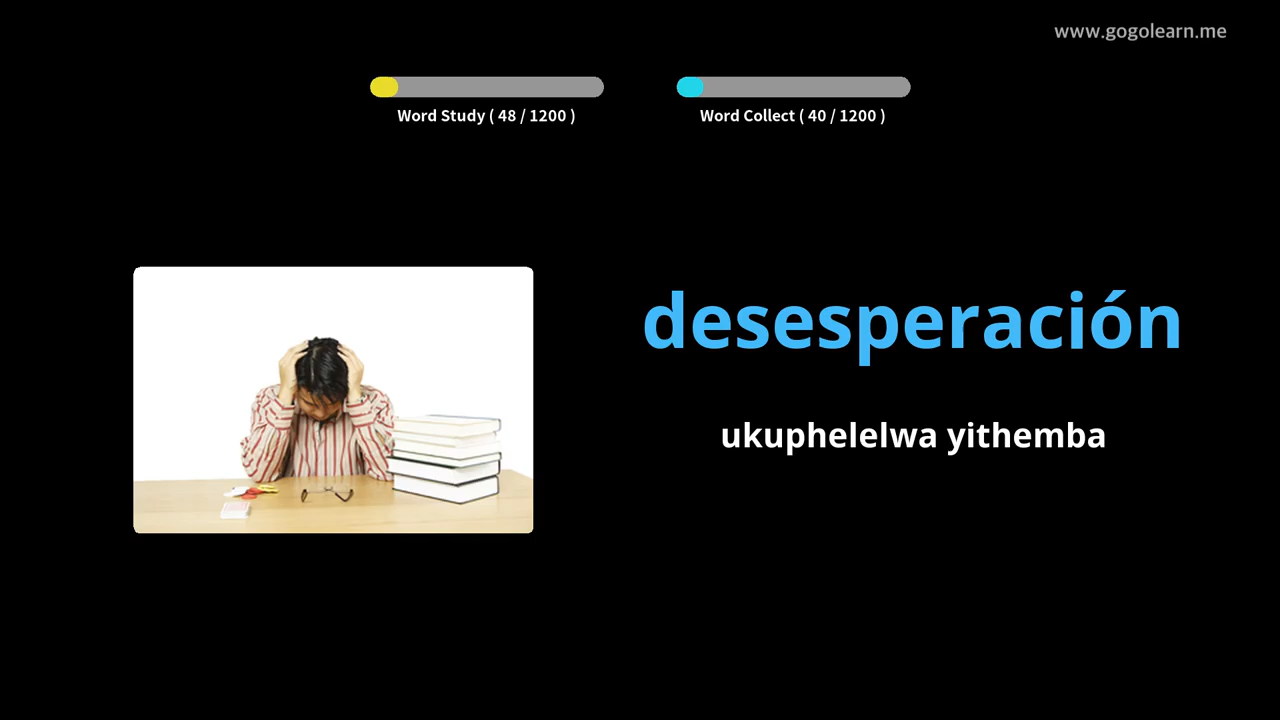 www.gogolearn.me
Word Study ( 48 / 1200 )
Word Collect ( 40 / 1200 )
desesperación
ukuphelelwa yithemba